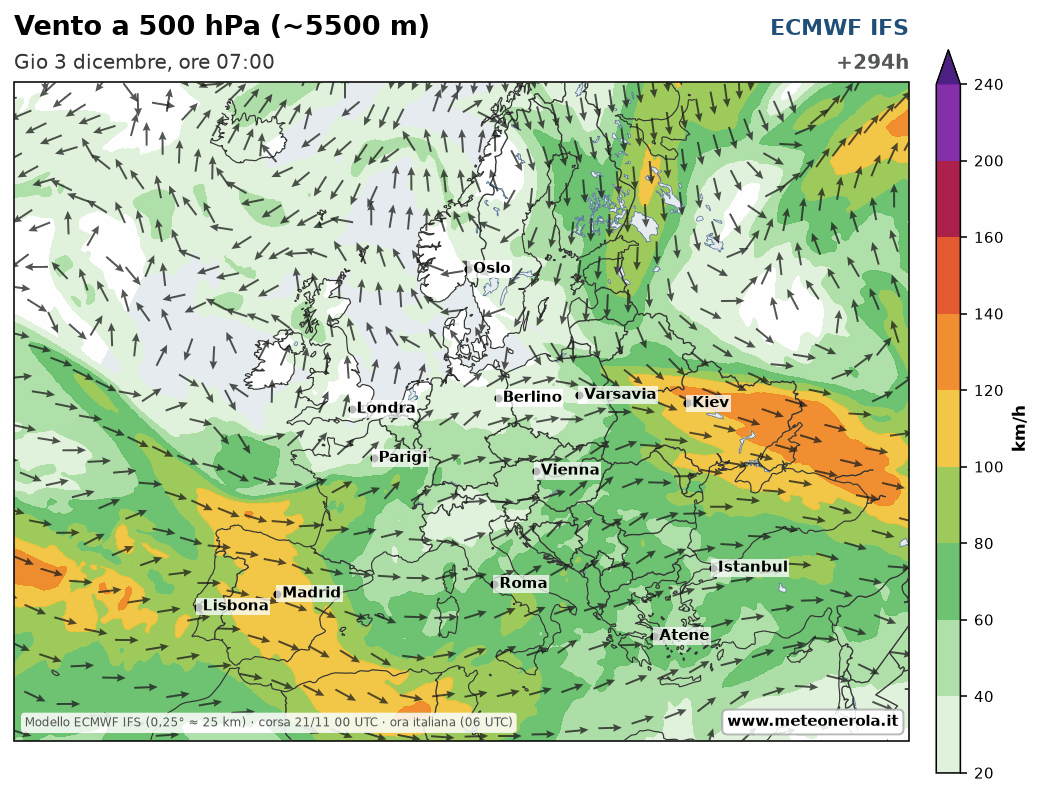 Vento a 500 hPa (~5500 m)
ECMWF IFS
Gio 3 dicembre, ore 07:00
+294h
Oslo
Berlino
Varsavia
Kiev
Londra
Parigi
Vienna
Istanbul
Roma
Madrid
Lisbona
Atene
Modello ECMWF IFS (0,25° ≈ 25 km) · corsa 21/11 00 UTC · ora italiana (06 UTC)
www.meteonerola.it
240
200
160
140
120
100
80
60
40
20
km/h